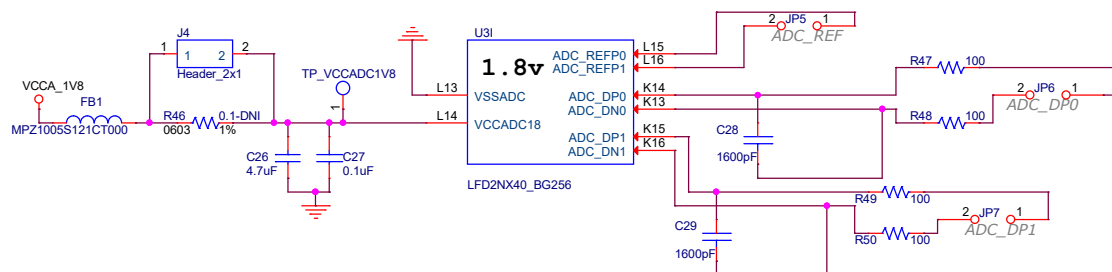 J4
1
2
1
2
Header_2x1
VCCA_1V8
FB1
MPZ1005S121CT000
R46
0.1-DNI
0603
1%
TP_VCCADC1V8
1
C26
4.7uF
C27
0.1uF
U3I
1.8v
L13
VSSADC
L14
VCCADC18
ADC_REFP0
L15
ADC_REFP1
L16
ADC_DP0
K14
ADC_DN0
K13
ADC_DP1
K15
ADC_DN1
K16
LFD2NX40_BG256
2
JP5
1
ADC_REF
R47
100
2
JP6
1
ADC_DP0
R48
100
C28
1600pF
R49
100
2
JP7
1
ADC_DP1
R50
100
C29
1600pF